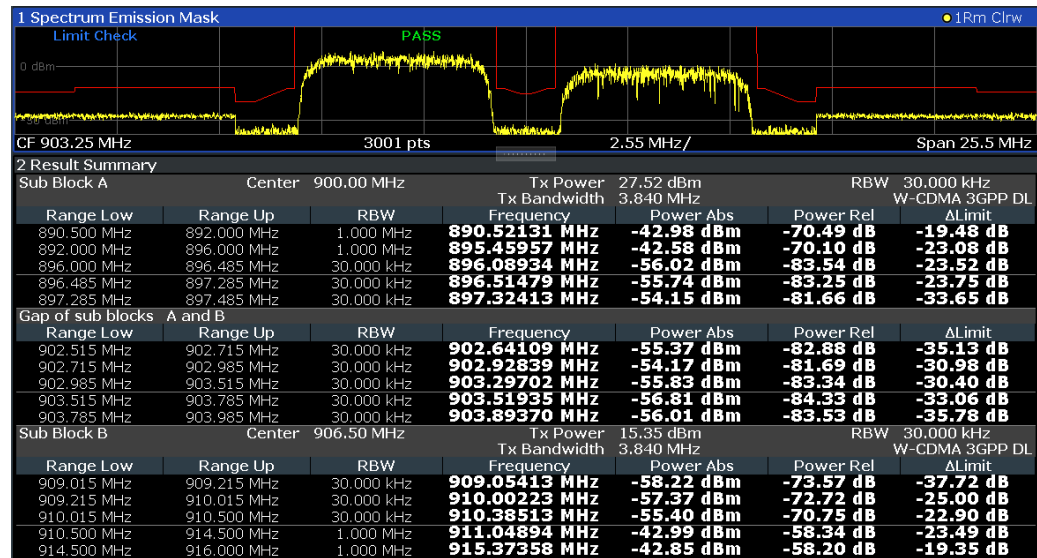 1 Spectrum Emission Mask 1Rm Clrw
Limit Check PASS
0 dBm
CF 903.25 MHz 3001 pts 2.55 MHz/ Span 25.5 MHz
2 Result Summary
Sub Block A Center 900.00 MHz Tx Power 27.52 dBm RBW 30.000 kHz
Tx Bandwidth 3.840 MHz W-CDMA 3GPP DL
Range Low Range Up RBW Frequency Power Abs Power Rel ΔLimit
890.500 MHz 892.000 MHz 1.000 MHz 890.52131 MHz -42.98 dBm -70.49 dB -19.48 dB
892.000 MHz 896.000 MHz 1.000 MHz 895.45957 MHz -42.58 dBm -70.10 dB -23.08 dB
896.000 MHz 896.485 MHz 30.000 kHz 896.08934 MHz -56.02 dBm -83.54 dB -23.52 dB
896.485 MHz 897.285 MHz 30.000 kHz 896.51479 MHz -55.74 dBm -83.25 dB -23.75 dB
897.285 MHz 897.485 MHz 30.000 kHz 897.32413 MHz -54.15 dBm -81.66 dB -33.65 dB
Gap of sub blocks A and B
Range Low Range Up RBW Frequency Power Abs Power Rel ΔLimit
902.515 MHz 902.715 MHz 30.000 kHz 902.64109 MHz -55.37 dBm -82.88 dB -35.13 dB
902.715 MHz 902.985 MHz 30.000 kHz 902.92839 MHz -54.17 dBm -81.69 dB -30.98 dB
902.985 MHz 903.515 MHz 30.000 kHz 903.29702 MHz -55.83 dBm -83.34 dB -30.40 dB
903.515 MHz 903.785 MHz 30.000 kHz 903.51935 MHz -56.81 dBm -84.33 dB -33.06 dB
903.785 MHz 903.985 MHz 30.000 kHz 903.89370 MHz -56.01 dBm -83.53 dB -35.78 dB
Sub Block B Center 906.50 MHz Tx Power 15.35 dBm RBW 30.000 kHz
Tx Bandwidth 3.840 MHz W-CDMA 3GPP DL
Range Low Range Up RBW Frequency Power Abs Power Rel ΔLimit
909.015 MHz 909.215 MHz 30.000 kHz 909.05413 MHz -58.22 dBm -73.57 dB -37.72 dB
909.215 MHz 910.015 MHz 30.000 kHz 910.00223 MHz -57.37 dBm -72.72 dB -25.00 dB
910.015 MHz 910.500 MHz 30.000 kHz 910.38513 MHz -55.40 dBm -70.75 dB -22.90 dB
910.500 MHz 914.500 MHz 1.000 MHz 911.04894 MHz -42.99 dBm -58.34 dB -23.49 dB
914.500 MHz 916.000 MHz 1.000 MHz 915.37358 MHz -42.85 dBm -58.20 dB -19.35 dB